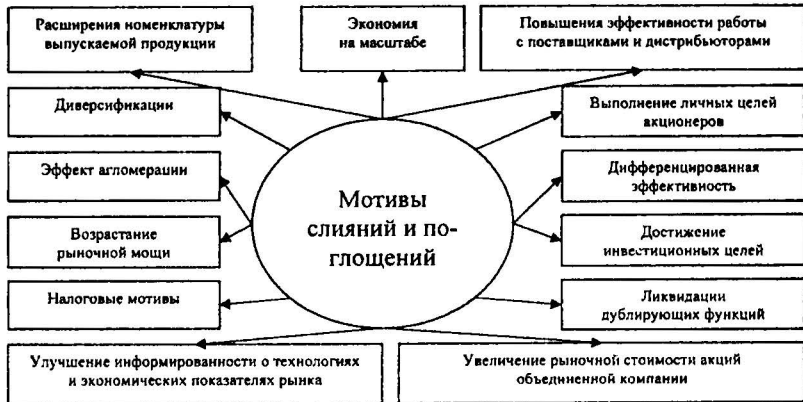 Расширения номенклатуры
выпускаемой продукции
Экономия
на масштабе
Повышения эффективности работы
с поставщиками и дистрибьюторами
Диверсификации
Выполнение личных целей
акционеров
Эффект агломерации
Дифференцированная
эффективность
Мотивы
слияний и по-
глощений
Возрастание
рыночной мощи
Достижение
инвестиционных целей
Налоговые мотивы
Ликвидации
дублирующих функций
Улучшение информированности о технологиях
и экономических показателях рынка
Увеличение рыночной стоимости акций
объединенной компании